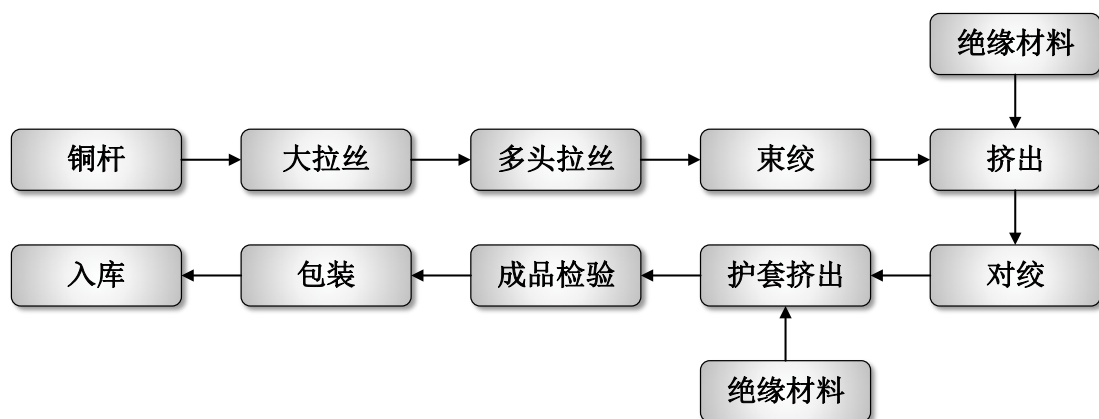 绝缘材料
铜杆
大拉丝
多头拉丝
束绞
挤出
入库
包装
成品检验
护套挤出
对绞
绝缘材料